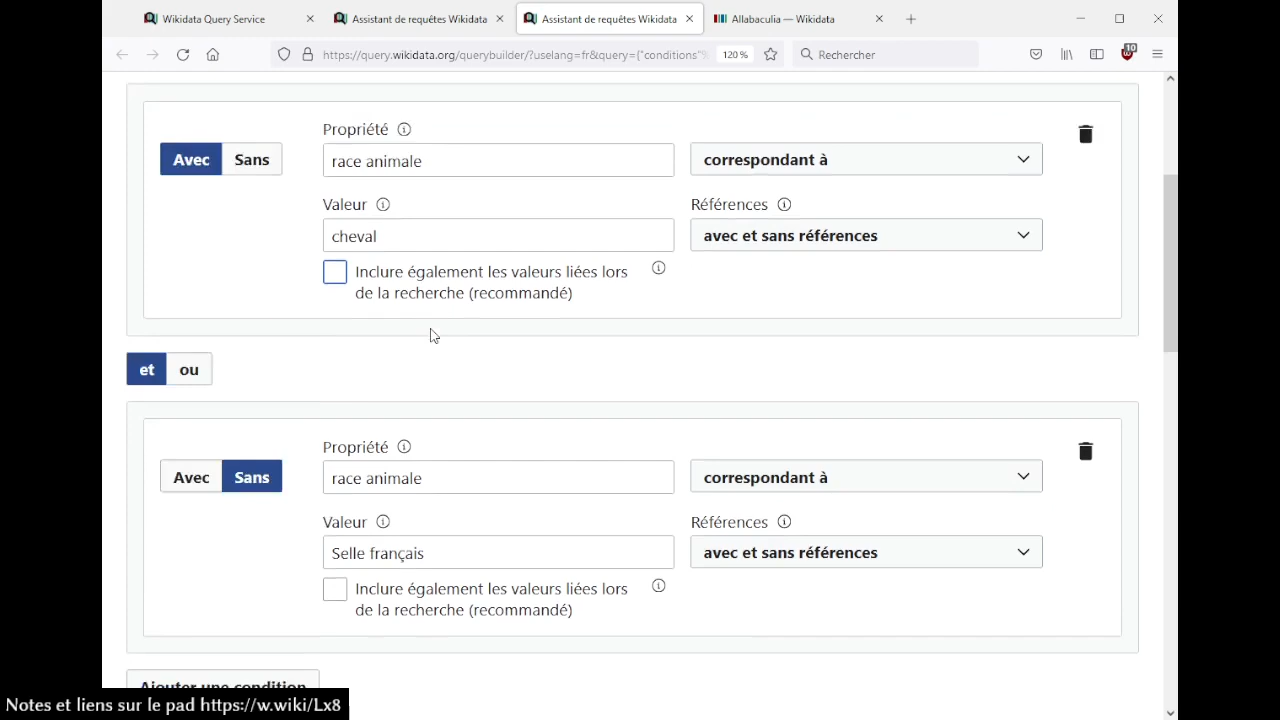 Wikidata Query Service
Assistant de requêtes Wikidata
Assistant de requêtes Wikidata
Allabaculia — Wikidata
https://query.wikidata.org/querybuilder/?uselang=fr&query={"conditions"%
120 %
Rechercher
10
Propriété
Avec Sans
race animale
correspondant à
Valeur
Références
cheval
avec et sans références
Inclure également les valeurs liées lors
de la recherche (recommandé)
et ou
Propriété
Avec Sans
race animale
correspondant à
Valeur
Références
Selle français
avec et sans références
Inclure également les valeurs liées lors
de la recherche (recommandé)
Ajouter une condition
Notes et liens sur le pad https://w.wiki/Lx8